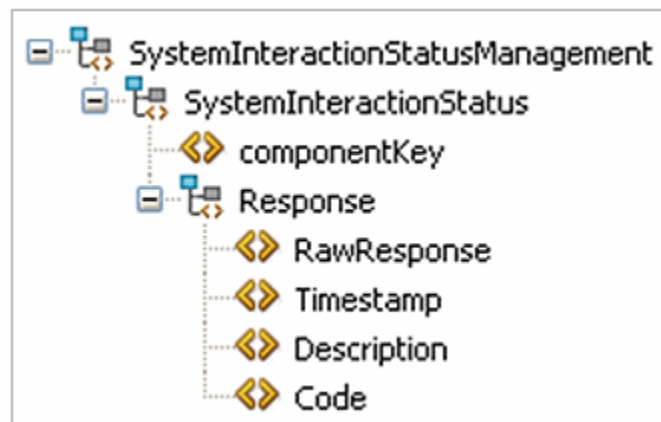 SystemInteractionStatusManagement
SystemInteractionStatus
componentKey
Response
RawResponse
Timestamp
Description
Code